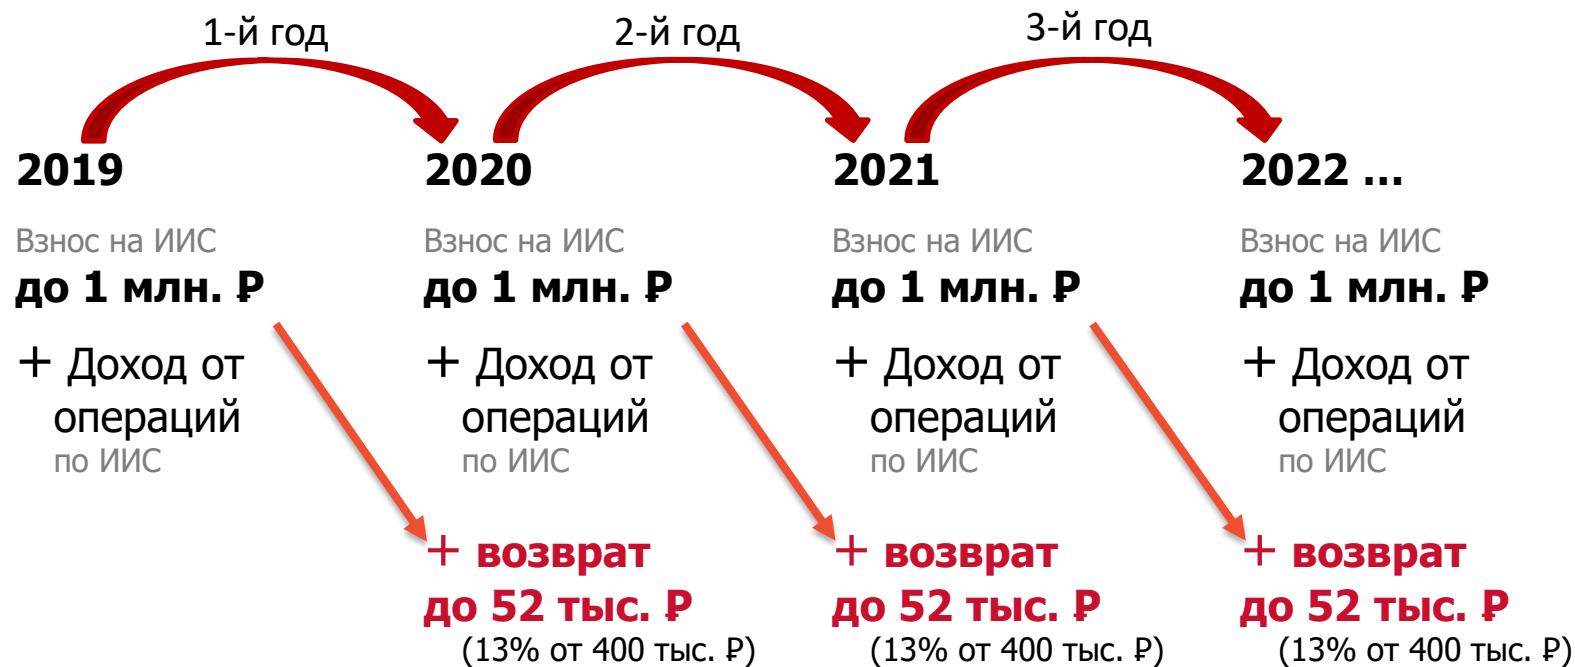 1-й год
2-й год
3-й год
2019
Взнос на ИИС
до 1 млн. ₽
+ Доход от
операций
по ИИС
2020
Взнос на ИИС
до 1 млн. ₽
+ Доход от
операций
по ИИС
+ возврат
до 52 тыс. ₽
(13% от 400 тыс. ₽)
2021
Взнос на ИИС
до 1 млн. ₽
+ Доход от
операций
по ИИС
+ возврат
до 52 тыс. ₽
(13% от 400 тыс. ₽)
2022 ...
Взнос на ИИС
до 1 млн. ₽
+ Доход от
операций
по ИИС
+ возврат
до 52 тыс. ₽
(13% от 400 тыс. ₽)